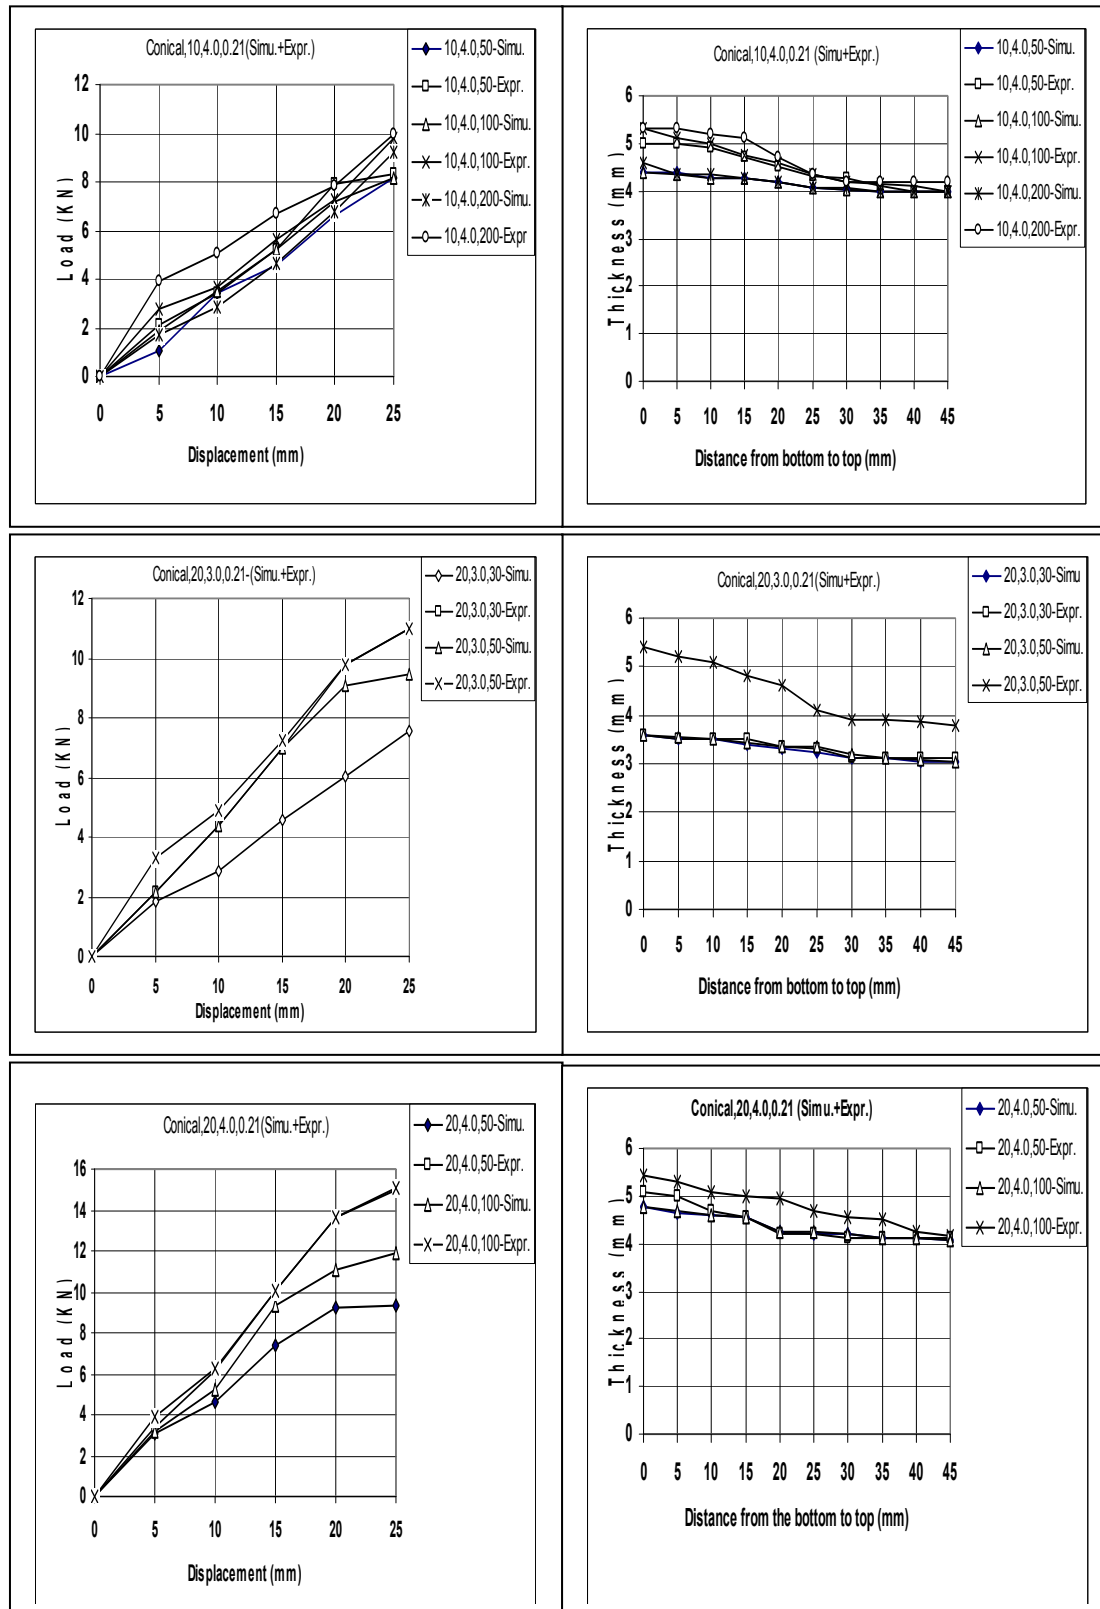 Conical,10,4.0,0.21(Simu.+Expr.)
10,4.0,50-Simu.
10,4.0,50-Expr.
10,4.0,100-Simu.
10,4.0,100-Expr.
10,4.0,200-Simu.
10,4.0,200-Expr
Load (KN)
12
10
8
6
4
2
0
0 5 10 15 20 25
Displacement (mm)
Conical,10,4.0,0.21 (Simu+Expr.)
10,4.0,50-Simu.
10,4.0,50-Expr.
10,4.0,100-Simu.
10,4.0,100-Expr.
10,4.0,200-Simu.
10,4.0,200-Expr.
Thickness (mm)
6
5
4
3
2
1
0
0 5 10 15 20 25 30 35 40 45
Distance from bottom to top (mm)
Conical,20,3.0,0.21-(Simu.+Expr.)
20,3.0,30-Simu.
20,3.0,30-Expr.
20,3.0,50-Simu.
20,3.0,50-Expr.
Load (KN)
12
10
8
6
4
2
0
0 5 10 15 20 25
Displacement (mm)
Conical,20,3.0,0.21(Simu+Expr.)
20,3.0,30-Simu
20,3.0,30-Expr.
20,3.0,50-Simu.
20,3.0,50-Expr.
Thickness (mm)
6
5
4
3
2
1
0
0 5 10 15 20 25 30 35 40 45
Distance from bottom to top (mm)
Conical,20,4.0,0.21(Simu.+Expr.)
20,4.0,50-Simu.
20,4.0,50-Expr.
20,4.0,100-Simu.
20,4.0,100-Expr.
Load (KN)
16
14
12
10
8
6
4
2
0
0 5 10 15 20 25
Displacement (mm)
Conical,20,4.0,0.21 (Simu.+Expr.)
20,4.0,50-Simu.
20,4.0,50-Expr.
20,4.0,100-Simu.
20,4.0,100-Expr.
Thickness (mm)
6
5
4
3
2
1
0
0 5 10 15 20 25 30 35 40 45
Distance from the bottom to top (mm)